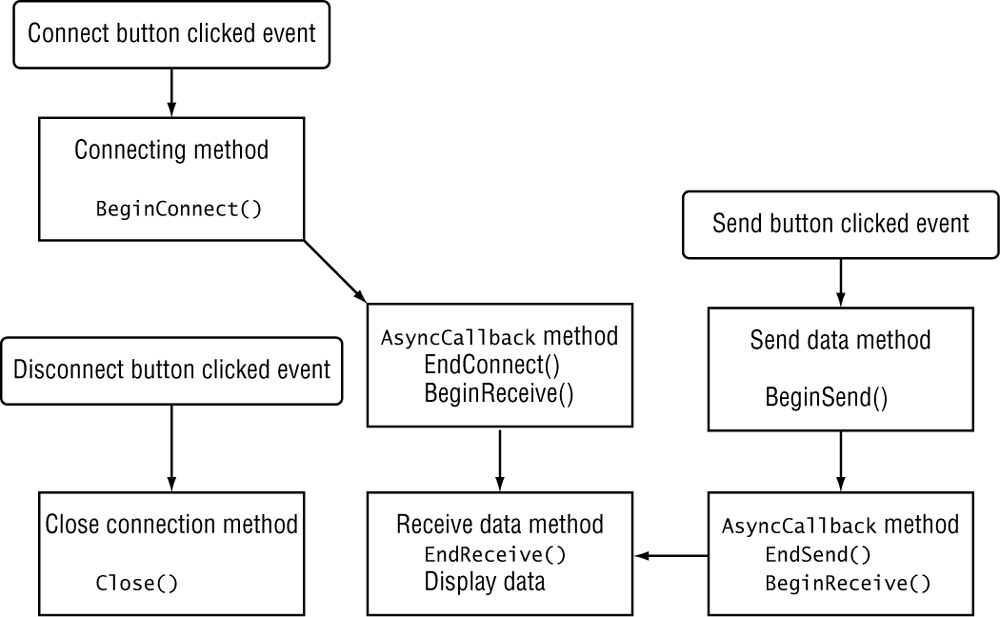 Connect button clicked event
Connecting method
BeginConnect()
Send button clicked event
AsyncCallback method
EndConnect()
BeginReceive()
Send data method
BeginSend()
Disconnect button clicked event
Close connection method
Close()
Receive data method
EndReceive()
Display data
AsyncCallback method
EndSend()
BeginReceive()